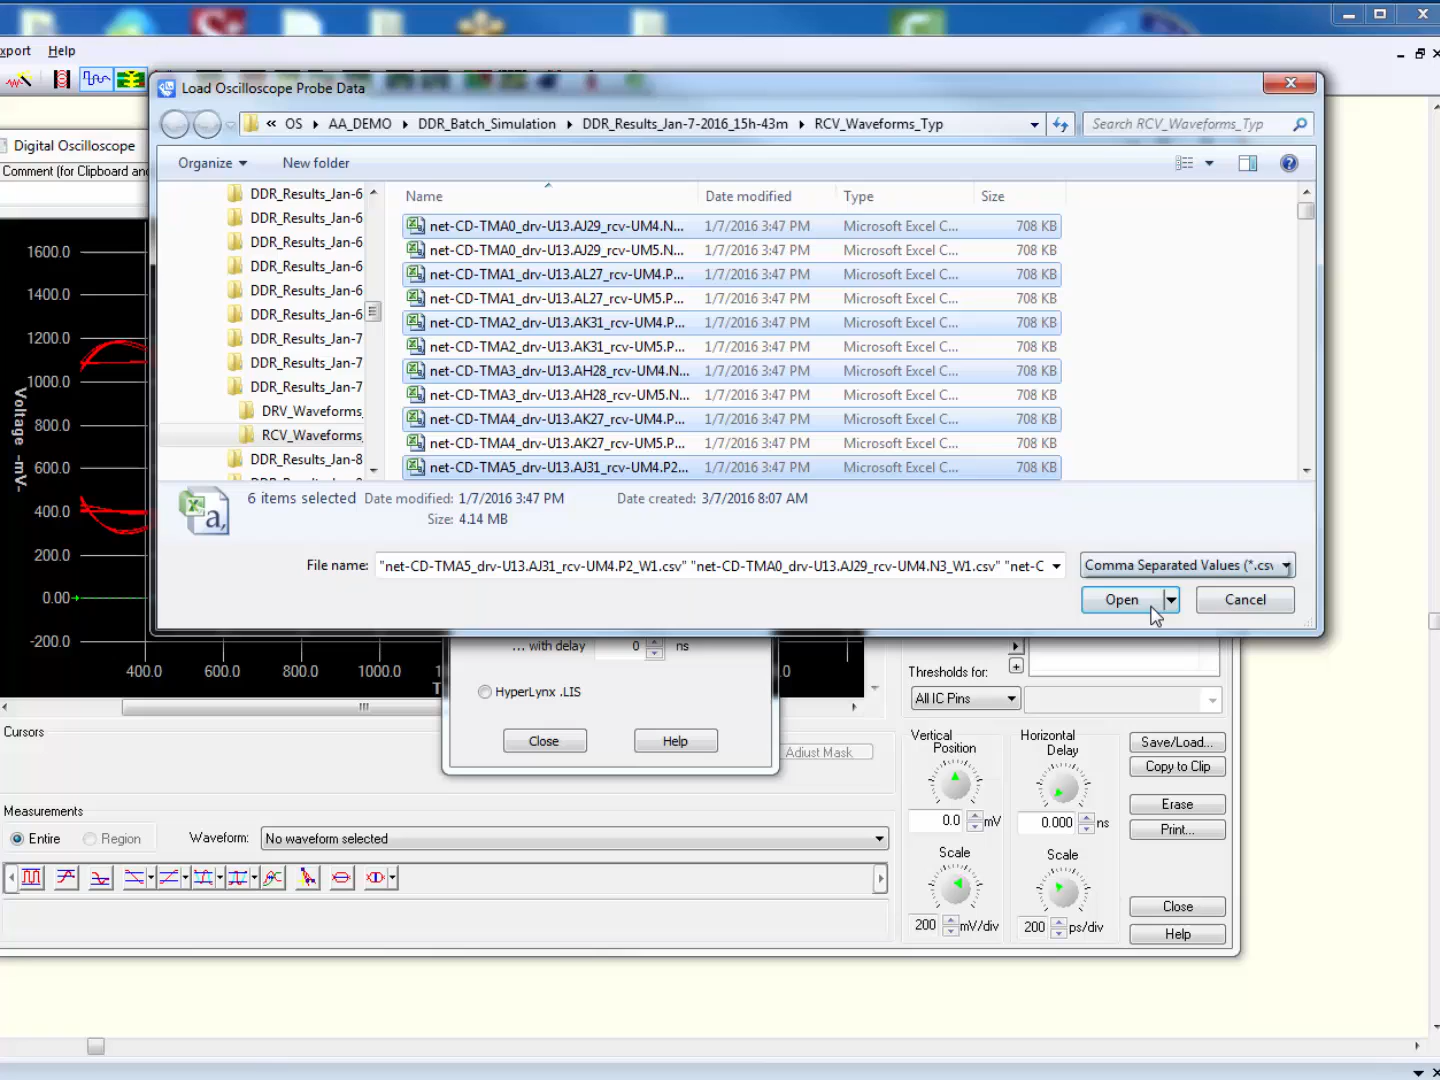 xport Help
Load Oscilloscope Probe Data
« OS AA_DEMO DDR_Batch_Simulation DDR_Results_Jan-7-2016_15h-43m RCV_Waveforms_Typ
Search RCV_Waveforms_Typ
Digital Oscilloscope
Organize New folder
Comment (for Clipboard and
Name Date modified Type Size
DDR_Results_Jan-6
DDR_Results_Jan-6
DDR_Results_Jan-6
DDR_Results_Jan-6
DDR_Results_Jan-6
DDR_Results_Jan-6
DDR_Results_Jan-7
DDR_Results_Jan-7
DDR_Results_Jan-7
DRV_Waveforms_
RCV_Waveforms_
DDR_Results_Jan-8
net-CD-TMA0_drv-U13.AJ29_rcv-UM4.N... 1/7/2016 3:47 PM Microsoft Excel C... 708 KB
net-CD-TMA0_drv-U13.AJ29_rcv-UM5.N... 1/7/2016 3:47 PM Microsoft Excel C... 708 KB
net-CD-TMA1_drv-U13.AL27_rcv-UM4.P... 1/7/2016 3:47 PM Microsoft Excel C... 708 KB
net-CD-TMA1_drv-U13.AL27_rcv-UM5.P... 1/7/2016 3:47 PM Microsoft Excel C... 708 KB
net-CD-TMA2_drv-U13.AK31_rcv-UM4.P... 1/7/2016 3:47 PM Microsoft Excel C... 708 KB
net-CD-TMA2_drv-U13.AK31_rcv-UM5.P... 1/7/2016 3:47 PM Microsoft Excel C... 708 KB
net-CD-TMA3_drv-U13.AH28_rcv-UM4.N... 1/7/2016 3:47 PM Microsoft Excel C... 708 KB
net-CD-TMA3_drv-U13.AH28_rcv-UM5.N... 1/7/2016 3:47 PM Microsoft Excel C... 708 KB
net-CD-TMA4_drv-U13.AK27_rcv-UM4.P... 1/7/2016 3:47 PM Microsoft Excel C... 708 KB
net-CD-TMA4_drv-U13.AK27_rcv-UM5.P... 1/7/2016 3:47 PM Microsoft Excel C... 708 KB
net-CD-TMA5_drv-U13.AJ31_rcv-UM4.P2... 1/7/2016 3:47 PM Microsoft Excel C... 708 KB
6 items selected Date modified: 1/7/2016 3:47 PM Date created: 3/7/2016 8:07 AM
Size: 4.14 MB
File name: "net-CD-TMA5_drv-U13.AJ31_rcv-UM4.P2_W1.csv" "net-CD-TMA0_drv-U13.AJ29_rcv-UM4.N3_W1.csv" "net-C
Comma Separated Values (*.csv
Open Cancel
1600.0
1400.0
1200.0
1000.0
800.0
600.0
400.0
200.0
0.00
-200.0
Voltage -mV-
400.0 600.0 800.0 1000.0 1 .0
T
... with delay 0 ns
HyperLynx .LIS
Close Help
Thresholds for:
All IC Pins
Cursors
Adjust Mask
Vertical Position
Horizontal Delay
Save/Load...
Copy to Clip
0.0 mV
0.000 ns
Erase
Print...
Measurements
Entire Region Waveform: No waveform selected
Scale
Scale
200 mV/div
200 ps/div
Close
Help